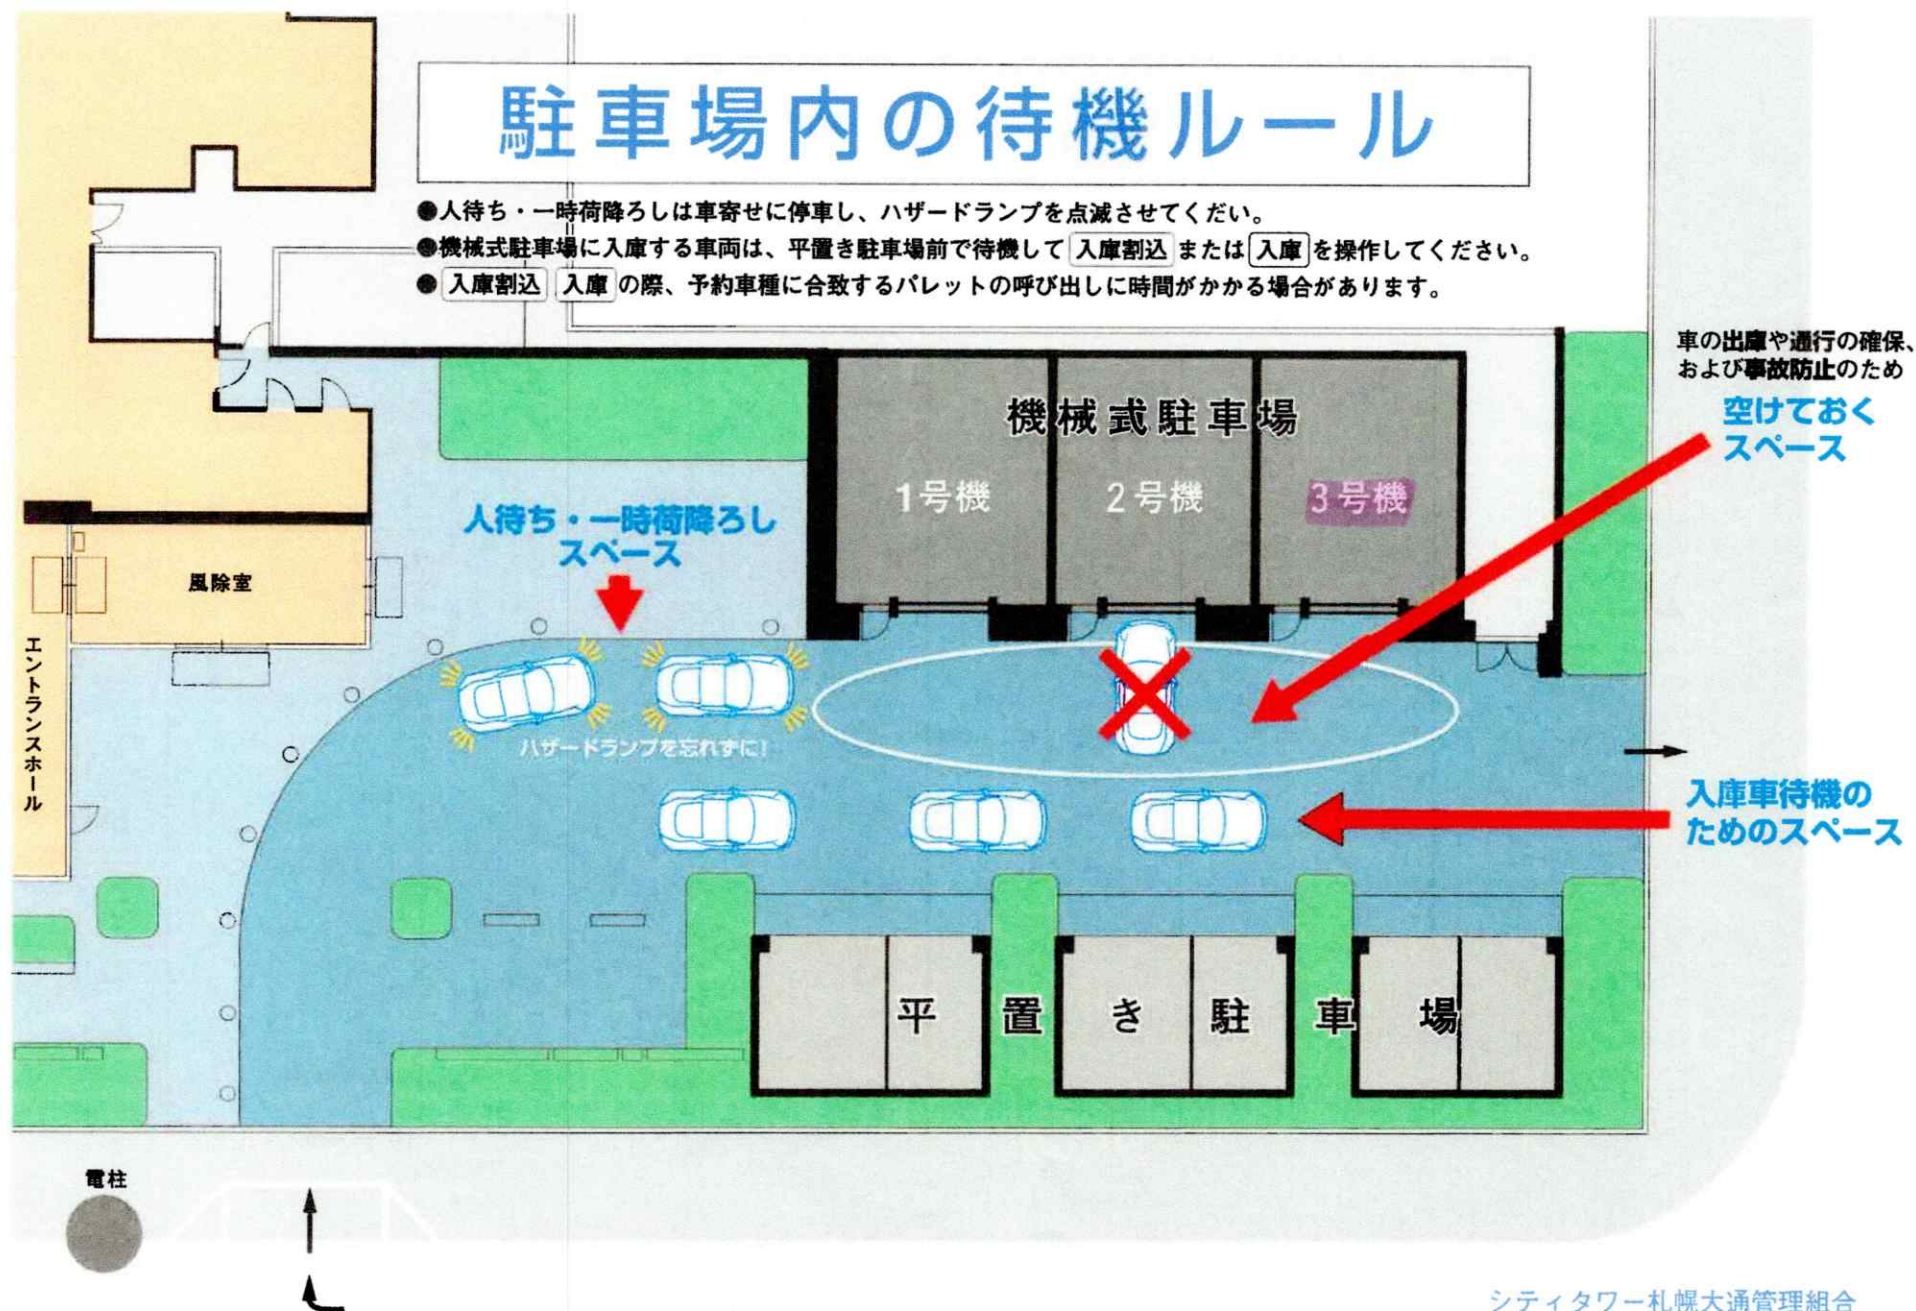 駐車場内の待機ルール
●人待ち・一時荷降ろしは車寄せに停車し、ハザードランプを点滅させてくだい。
●機械式駐車場に入庫する車両は、平置き駐車場前で待機して 入庫割込 または 入庫 を操作してください。
● 入庫割込 入庫 の際、予約車種に合致するパレットの呼び出しに時間がかかる場合があります。
車の出庫や通行の確保、
および事故防止のため
空けておく
スペース
機械式駐車場
1号機
2号機
3号機
人待ち・一時荷降ろし
スペース
風除室
エントランスホール
ハザードランプを忘れずに!
入庫車待機の
ためのスペース
平置き駐車場
電柱
シティタワー札幌大通管理組合